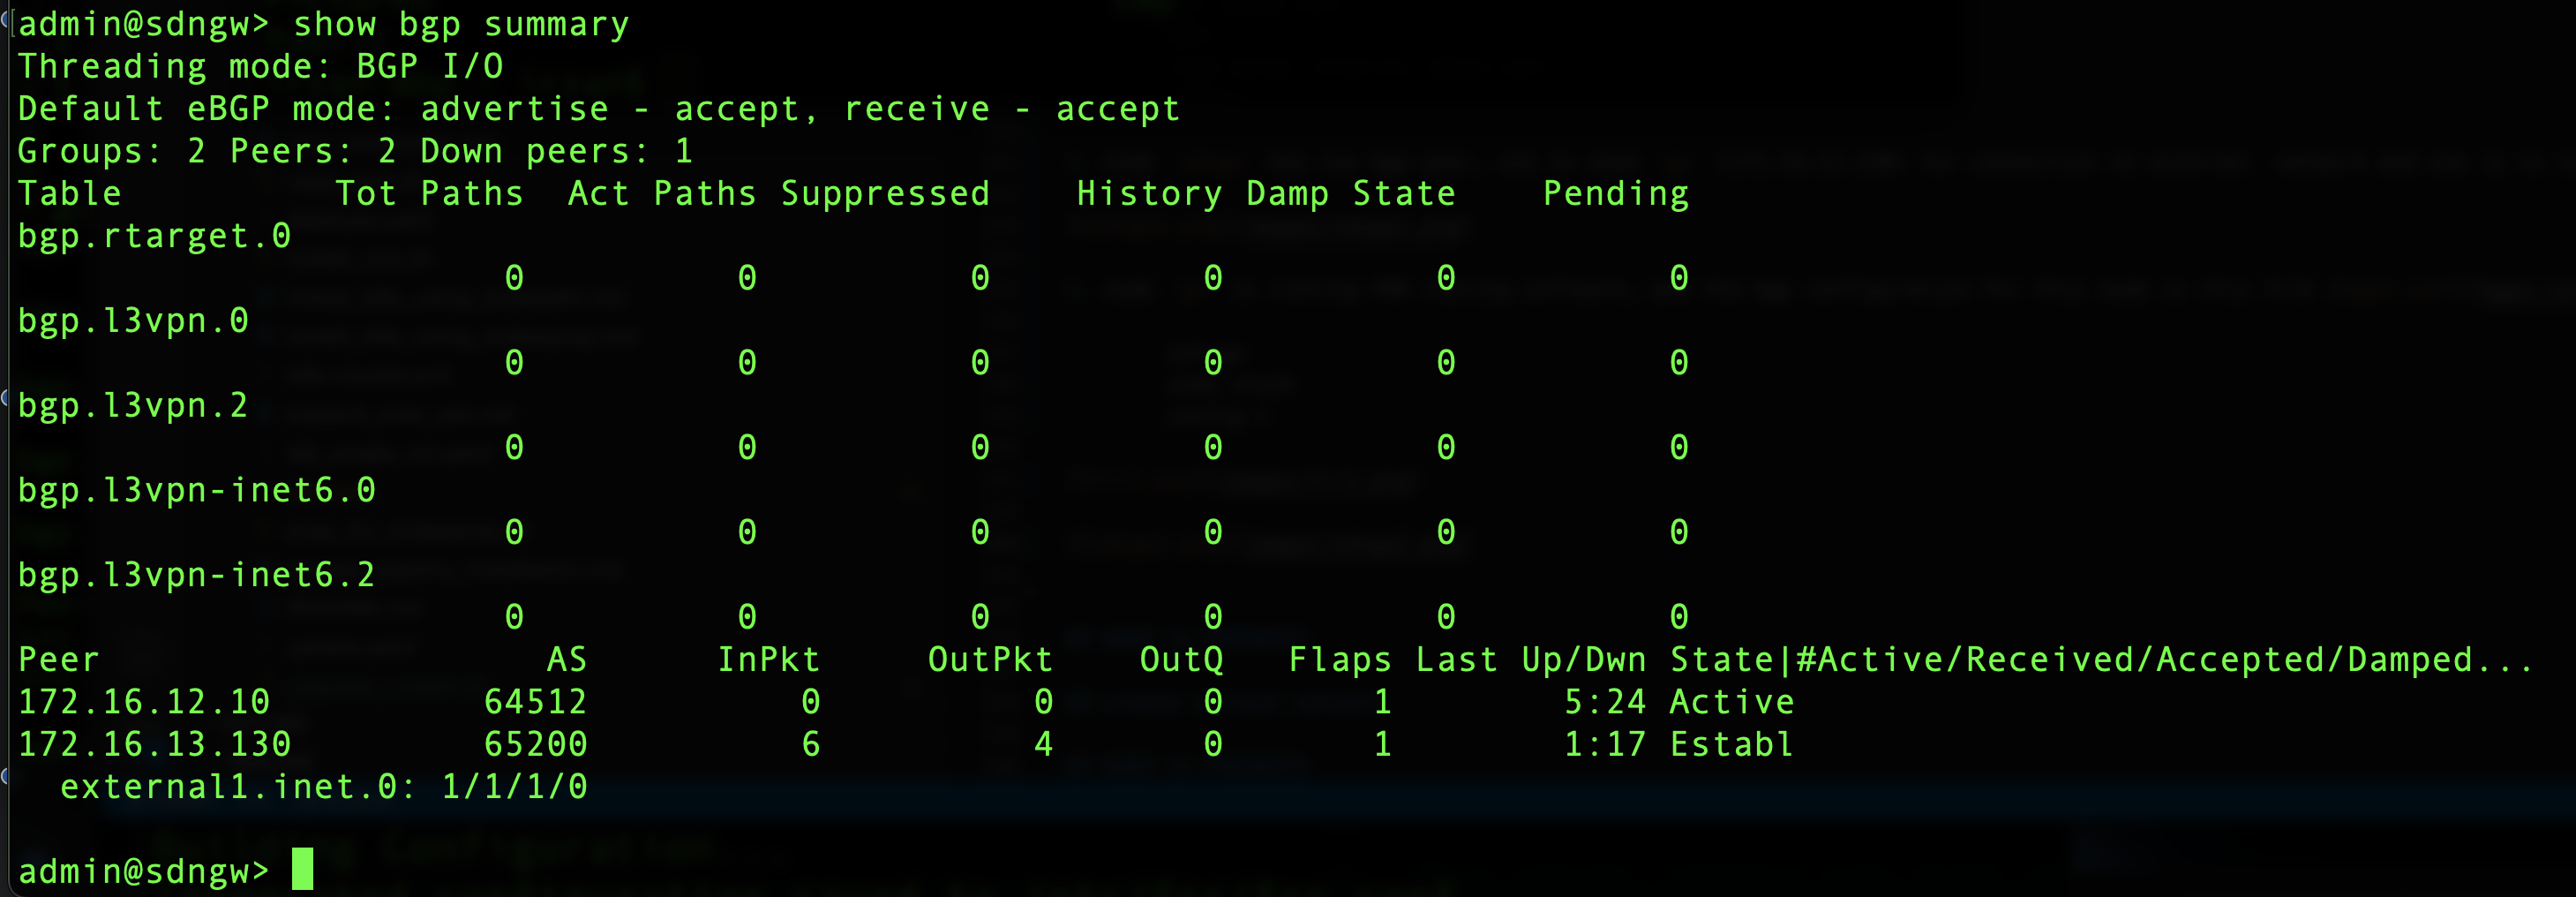 admin@sdngw> show bgp summary
Threading mode: BGP I/O
Default eBGP mode: advertise - accept, receive - accept
Groups: 2 Peers: 2 Down peers: 1
Table          Tot Paths  Act Paths Suppressed    History Damp State    Pending
bgp.rtarget.0
                       0          0          0          0          0          0
bgp.l3vpn.0
                       0          0          0          0          0          0
bgp.l3vpn.2
                       0          0          0          0          0          0
bgp.l3vpn-inet6.0
                       0          0          0          0          0          0
bgp.l3vpn-inet6.2
                       0          0          0          0          0          0
Peer                     AS      InPkt     OutPkt    OutQ   Flaps Last Up/Dwn State|#Active/Received/Accepted/Damped...
172.16.12.10          64512          0          0       0       1        5:24 Active
172.16.13.130         65200          6          4       0       1        1:17 Establ
  external1.inet.0: 1/1/1/0
admin@sdngw>